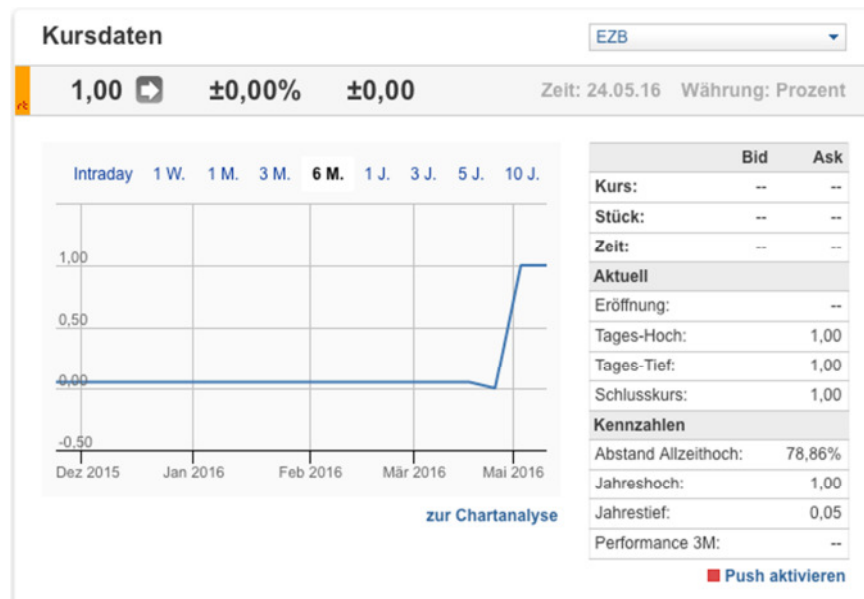 Kursdaten
EZB
rt
1,00 ±0,00% ±0,00 Zeit: 24.05.16 Währung: Prozent
Intraday 1 W. 1 M. 3 M. 6 M. 1 J. 3 J. 5 J. 10 J.
1,00
0,50
0,00
-0,50
Dez 2015 Jan 2016 Feb 2016 Mär 2016 Mai 2016
zur Chartanalyse
Bid Ask
Kurs: -- --
Stück: -- --
Zeit: -- --
Aktuell
Eröffnung: --
Tages-Hoch: 1,00
Tages-Tief: 1,00
Schlusskurs: 1,00
Kennzahlen
Abstand Allzeithoch: 78,86%
Jahreshoch: 1,00
Jahrestief: 0,05
Performance 3M: --
Push aktivieren